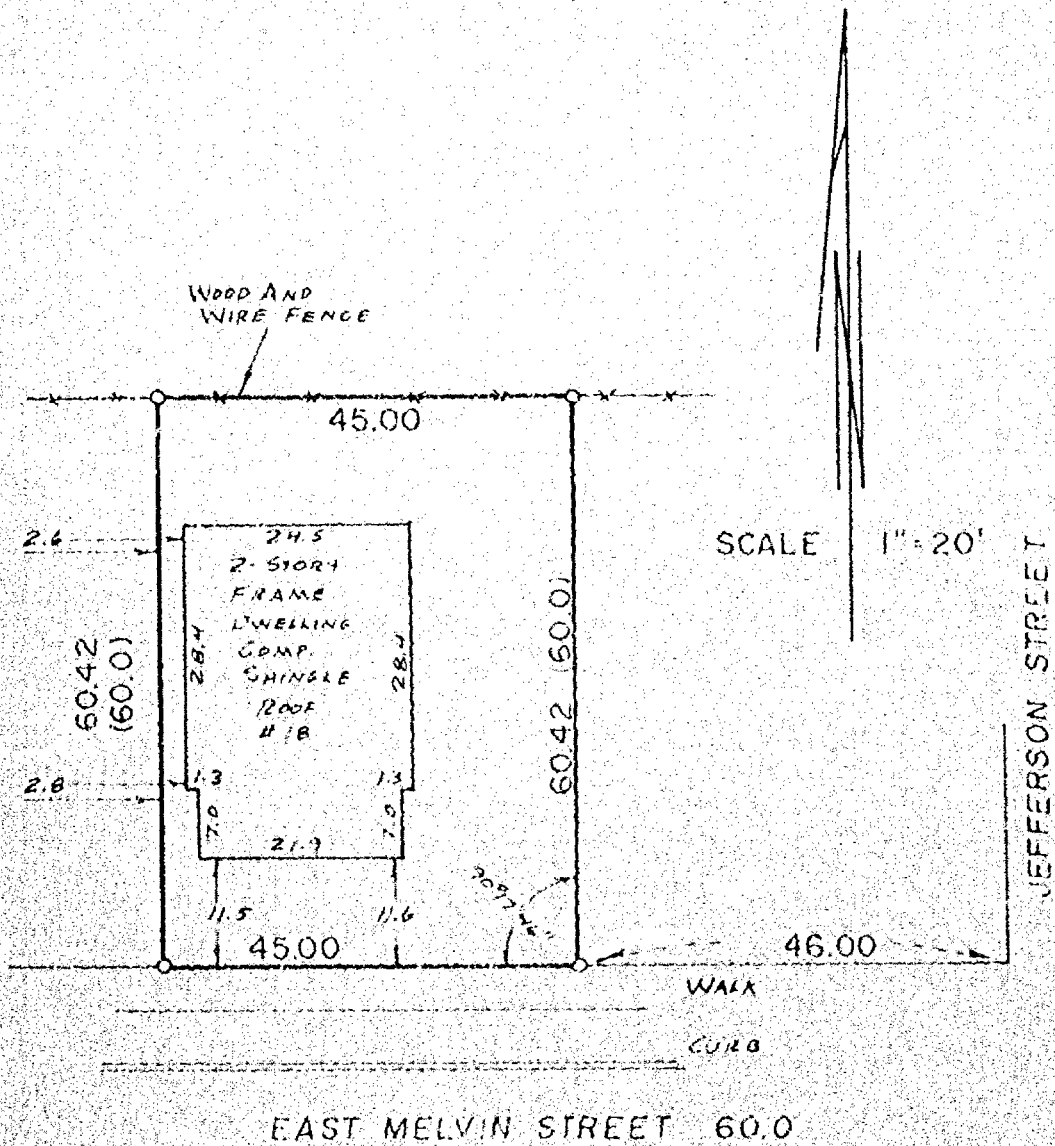 WOOD AND
WIRE FENCE
45.00
2.6
24.5
SCALE 1"=20'
2-STORY
FRAME
DWELLING
COMP.
SHINGLE
ROOF
#18
28.4
28.4
60.42
(60.0)
60.42 (60.0)
JEFFERSON STREET
2.8
1.3
1.3
7.0
7.0
21.9
11.5
11.6
45.00
46.00
WALK
CURB
EAST MELVIN STREET 60.0